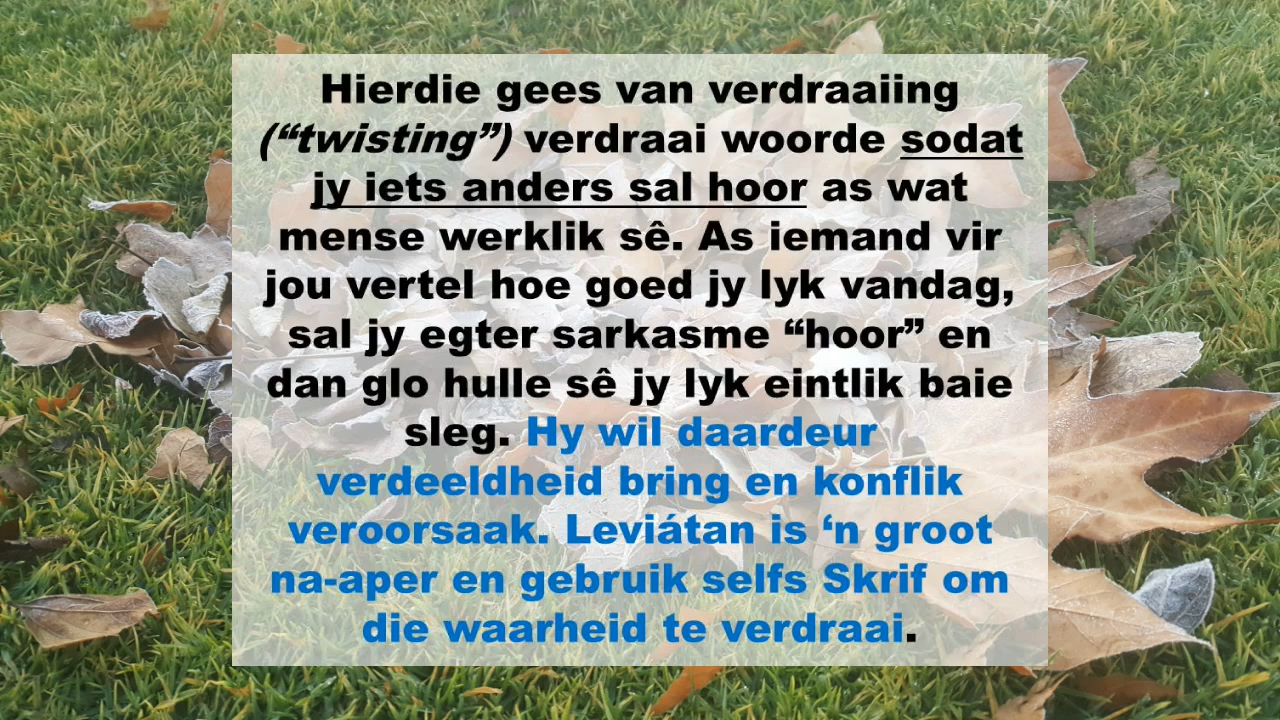 Hierdie gees van verdraaiing
(“twisting”) verdraai woorde sodat
jy iets anders sal hoor as wat
mense werklik sê. As iemand vir
jou vertel hoe goed jy lyk vandag,
sal jy egter sarkasme “hoor” en
dan glo hulle sê jy lyk eintlik baie
sleg. Hy wil daardeur
verdeeldheid bring en konflik
veroorsaak. Leviátan is ‘n groot
na-aper en gebruik selfs Skrif om
die waarheid te verdraai.